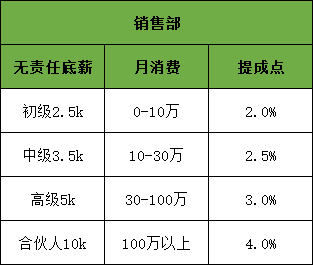 销售部
无责任底薪 月消费 提成点
初级2.5k 0-10万 2.0%
中级3.5k 10-30万 2.5%
高级5k 30-100万 3.0%
合伙人10k 100万以上 4.0%